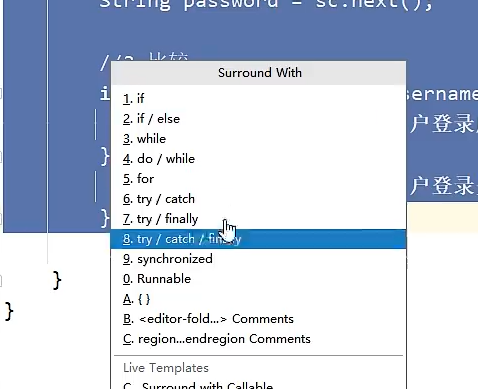 String password = sc.next();
//2 比较
Surround With
i
sername
1. if
2. if / else
户登录
3. while
4. do / while
}
5. for
6. try / catch
户登录
7. try / finally
}
8. try / catch / finally
9. synchronized
0. Runnable
}
A. { }
B. <editor-fold...> Comments
}
C. region...endregion Comments
Live Templates
C. Surround with Callable